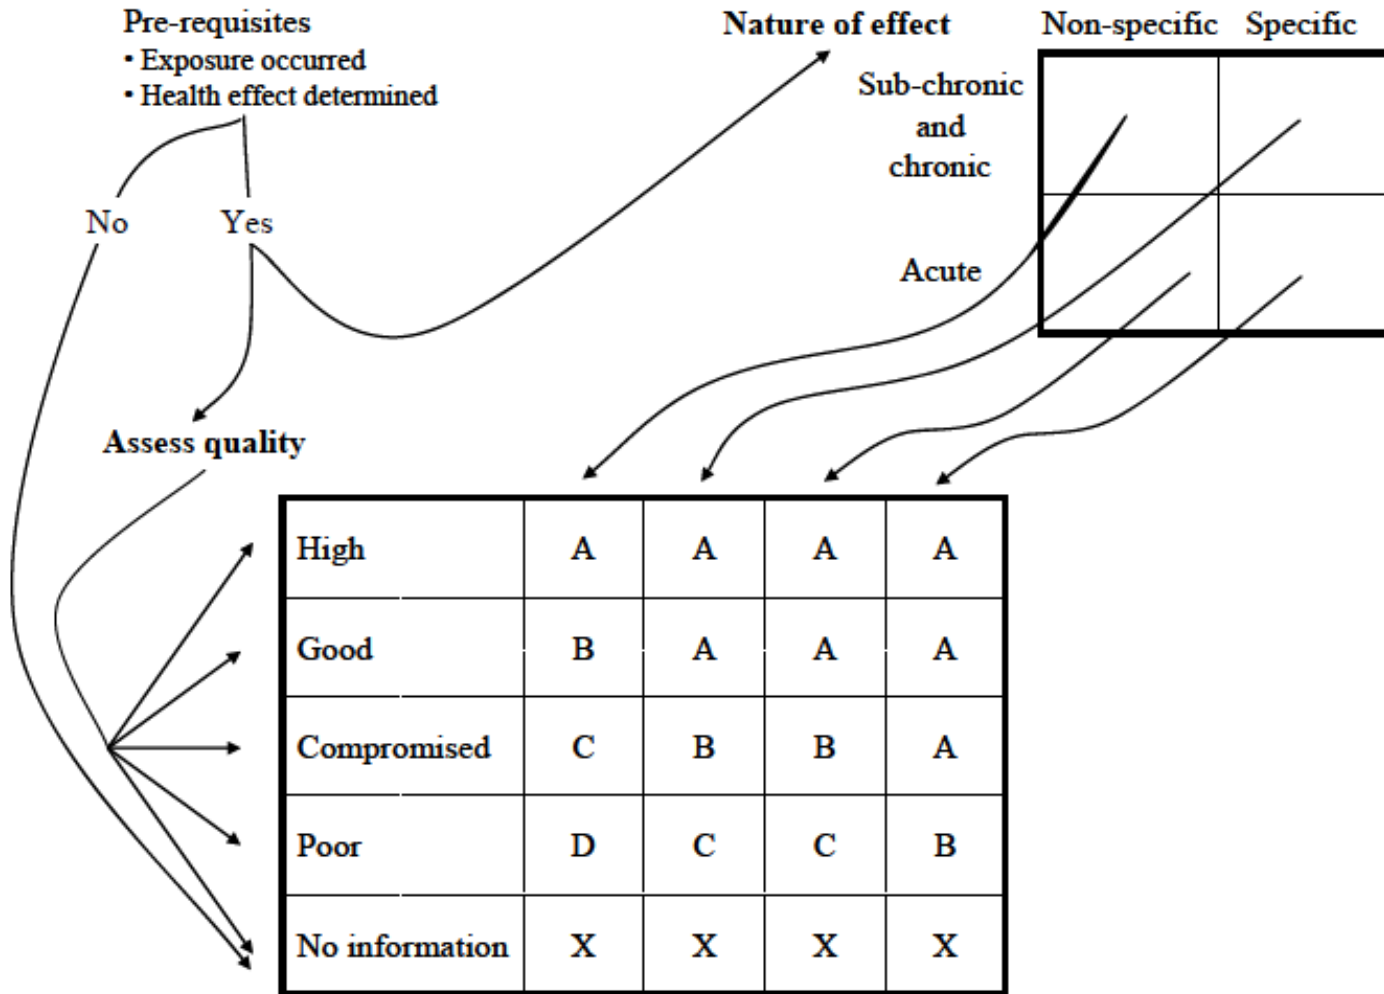 Pre-requisites
• Exposure occurred
• Health effect determined
No
Yes
Nature of effect
Non-specific Specific
Sub-chronic
and
chronic
Acute
Assess quality
High A A A A
Good B A A A
Compromised C B B A
Poor D C C B
No information X X X X